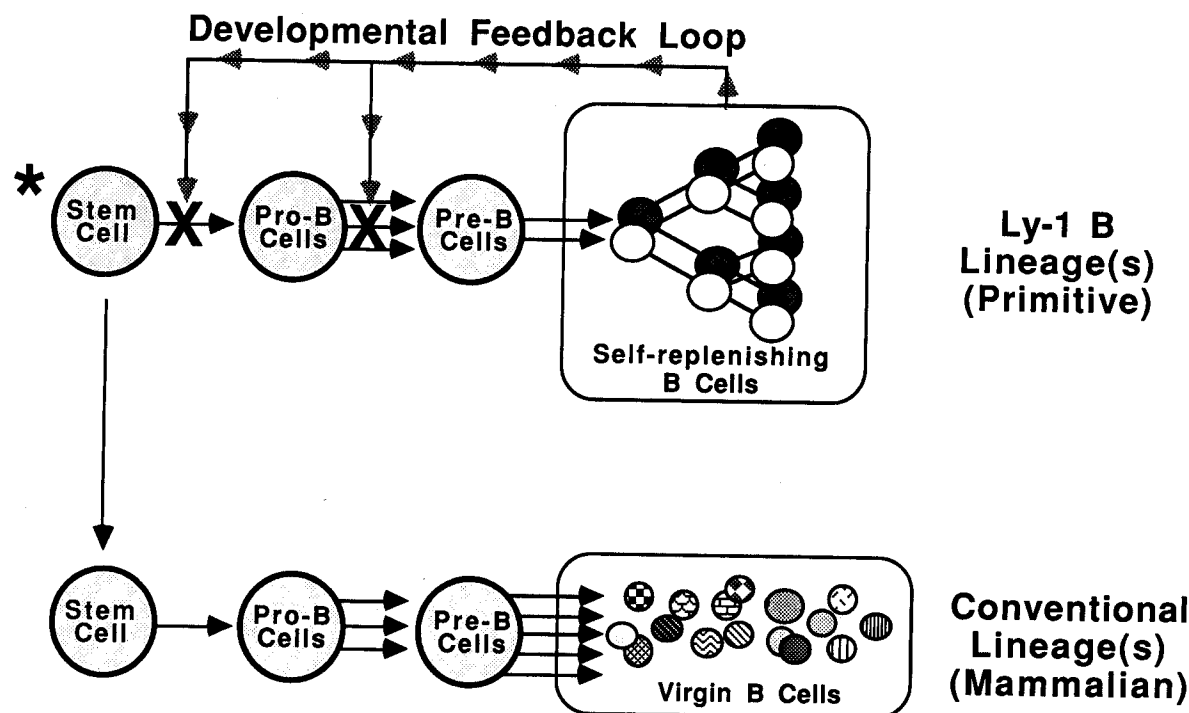 Developmental Feedback Loop
*
Stem
Cell
X
Pro-B
Cells
X
Pre-B
Cells
Self-replenishing
B Cells
Ly-1 B
Lineage(s)
(Primitive)
Stem
Cell
Pro-B
Cells
Pre-B
Cells
Virgin B Cells
Conventional
Lineage(s)
(Mammalian)